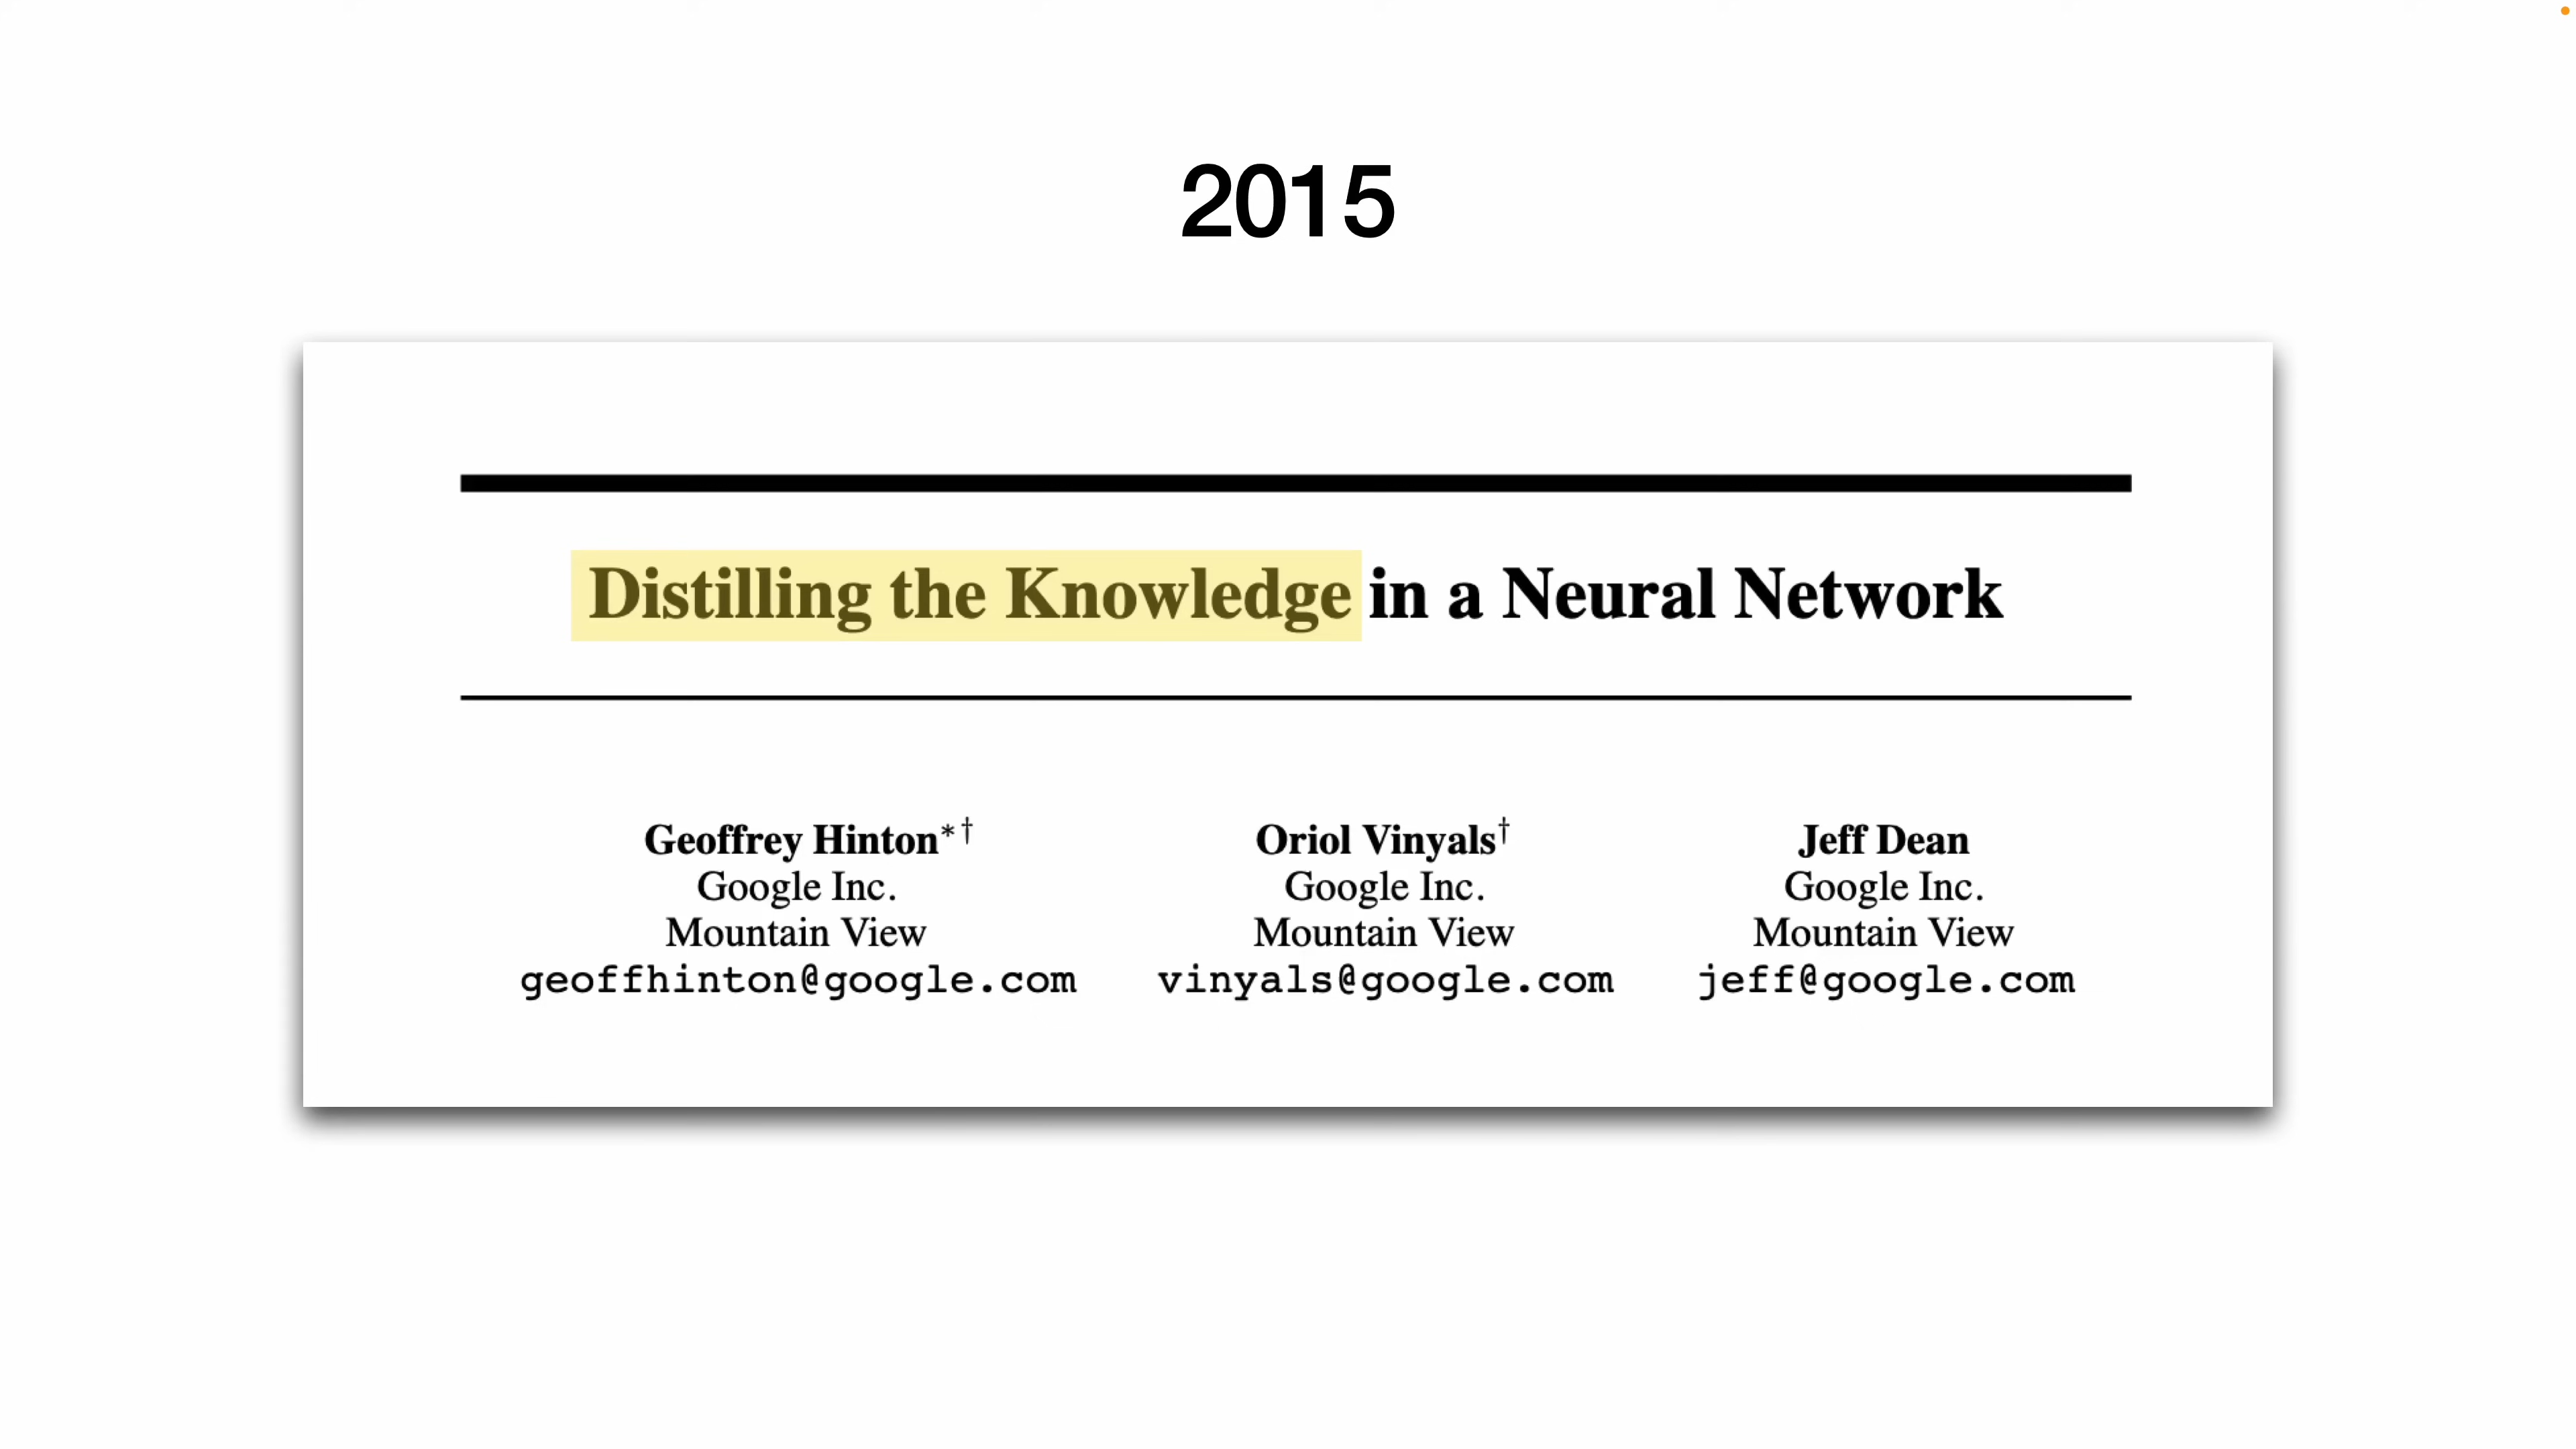 2015
Distilling the Knowledge in a Neural Network
Geoffrey Hinton*† Oriol Vinyals† Jeff Dean
Google Inc. Google Inc. Google Inc.
Mountain View Mountain View Mountain View
geoffhinton@google.com vinyals@google.com jeff@google.com